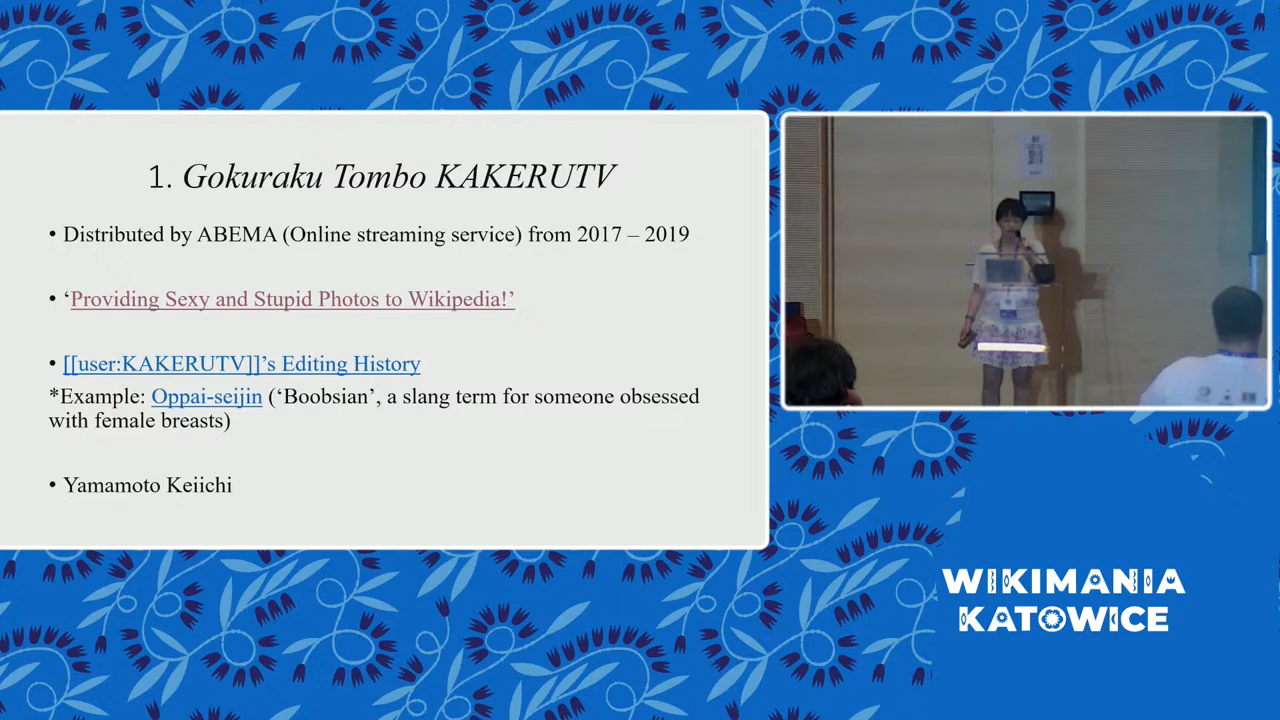 1. Gokuraku Tombo KAKERUTV
• Distributed by ABEMA (Online streaming service) from 2017 – 2019
• ‘Providing Sexy and Stupid Photos to Wikipedia!’
• [[user:KAKERUTV]]’s Editing History
*Example: Oppai-seijin (‘Boobsian’, a slang term for someone obsessed
with female breasts)
• Yamamoto Keiichi
WIKIMANIA
KATOWICE